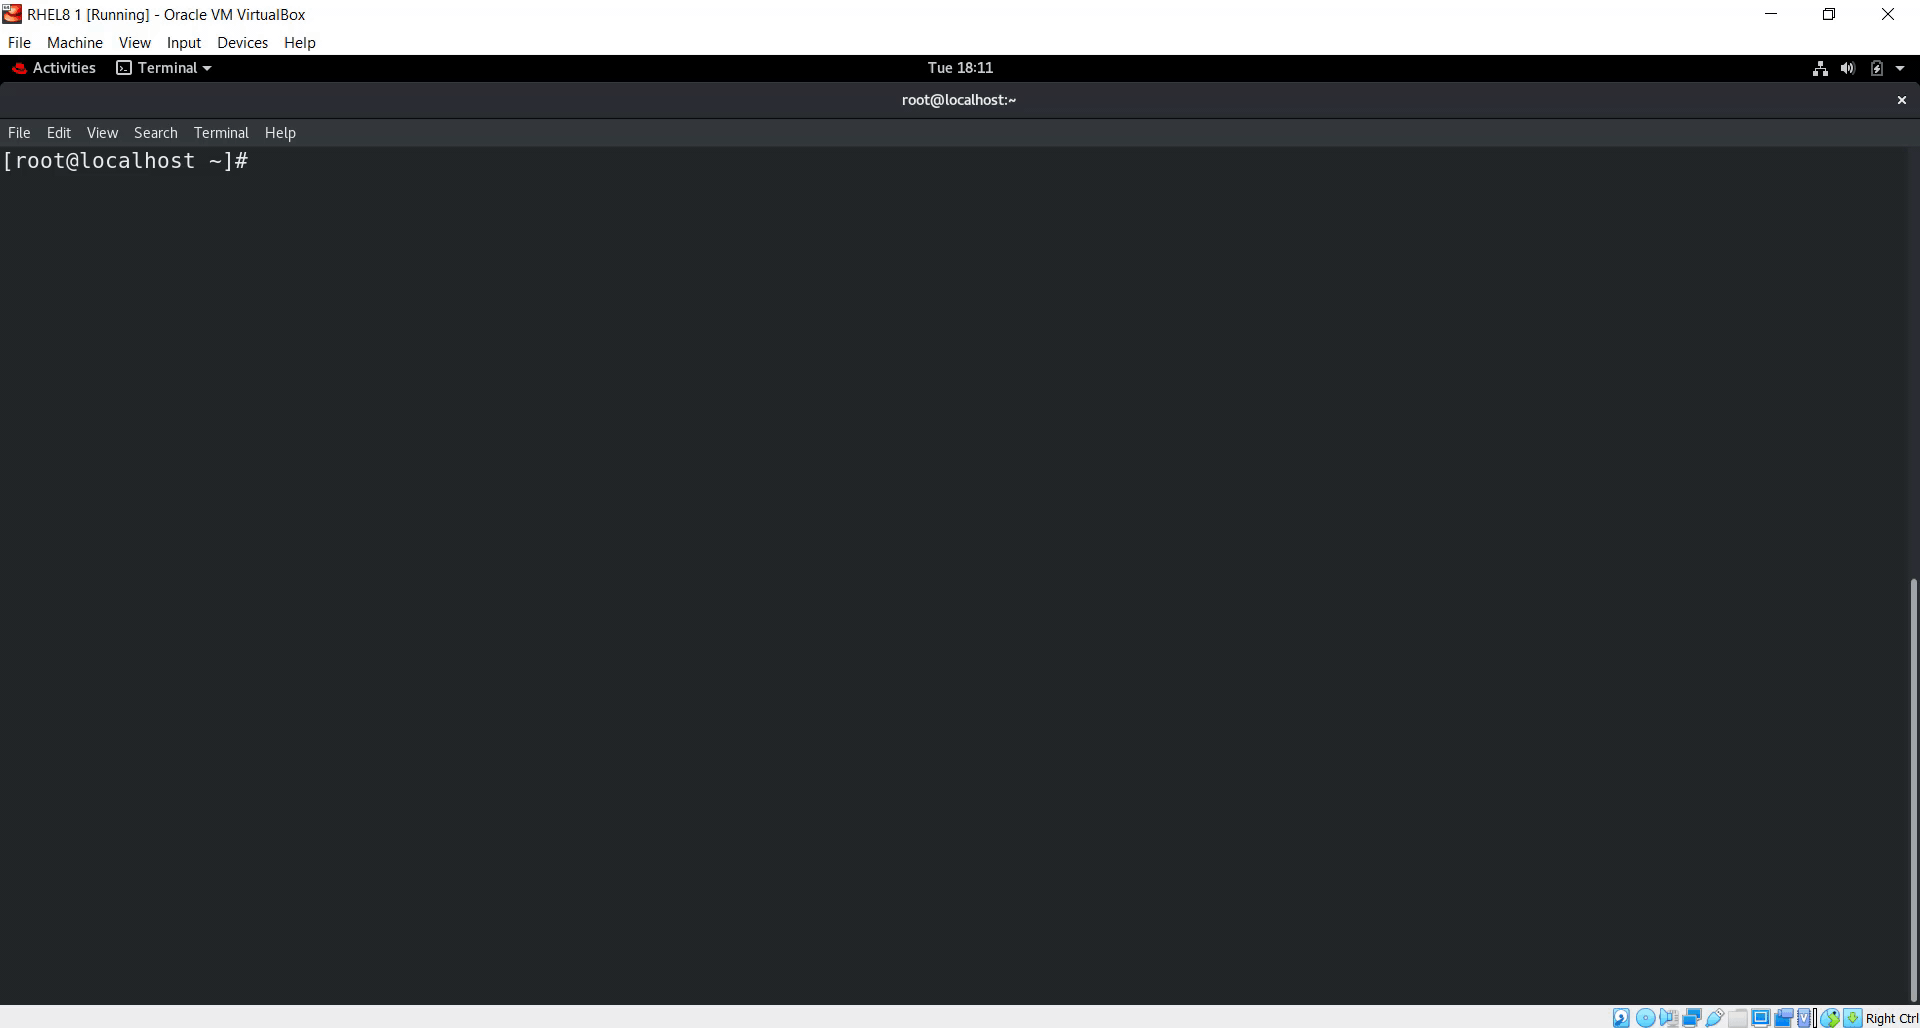 RHEL8 1 [Running] - Oracle VM VirtualBox
File Machine View Input Devices Help
Activities Terminal Tue 18:11
root@localhost:~
File Edit View Search Terminal Help
[root@localhost ~]#
Right Ctrl